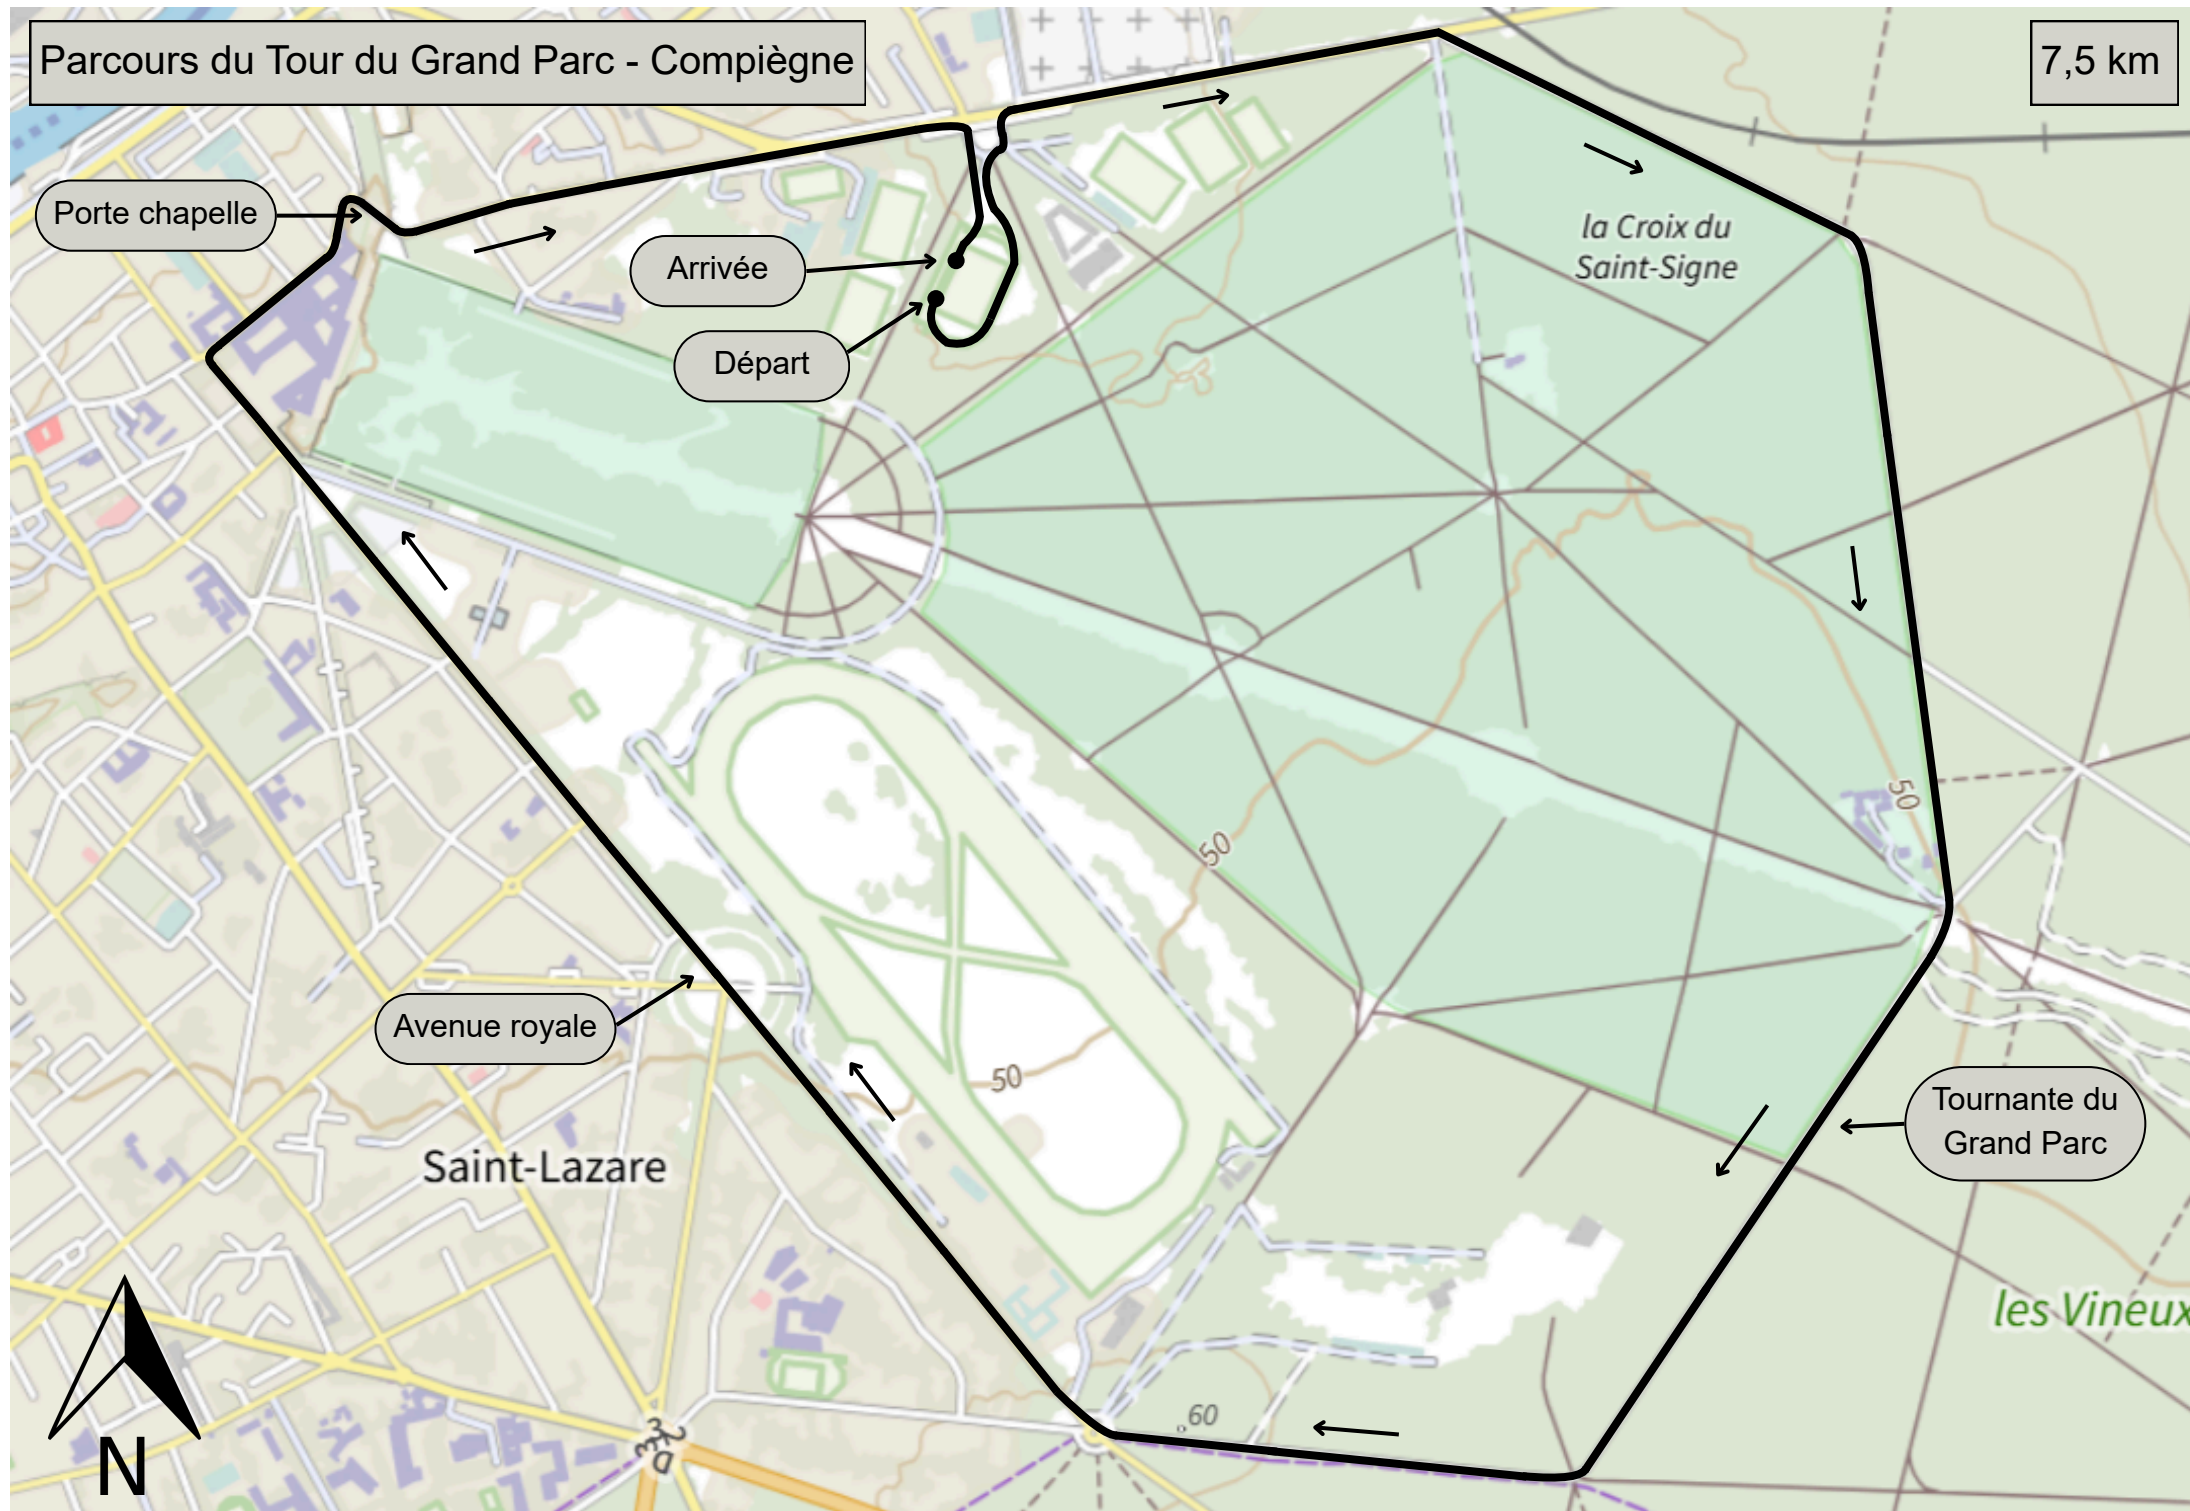 Parcours du Tour du Grand Parc - Compiègne
7,5 km
Porte chapelle
la Croix du
Saint-Signe
Arrivée
Départ
50
50
Avenue royale
50
Tournante du
Grand Parc
Saint-Lazare
les Vineux
60
N